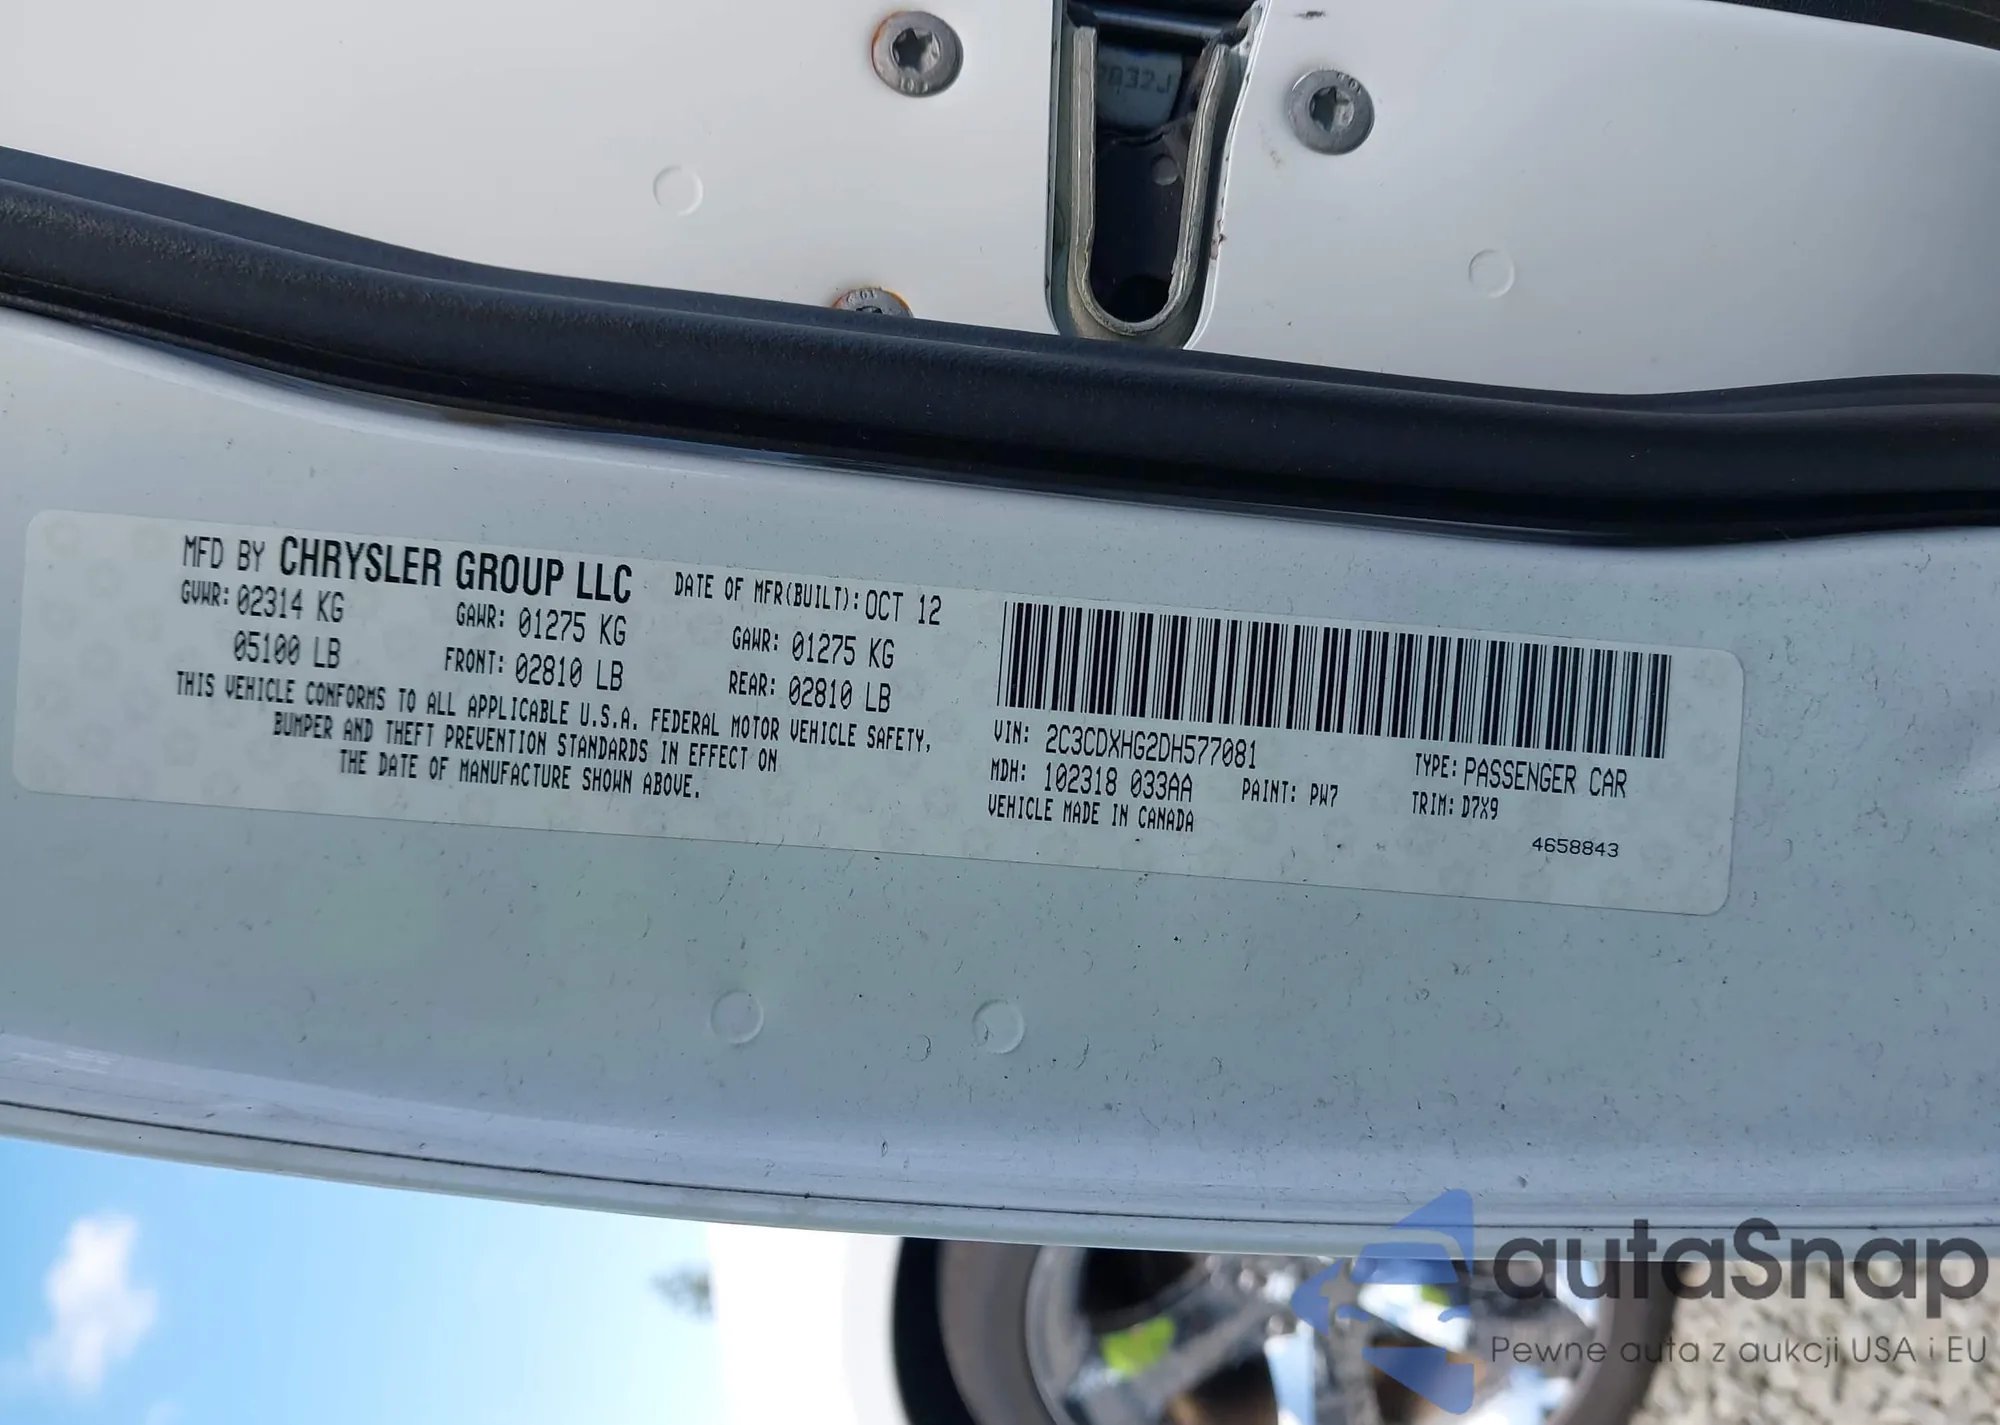 MFD BY CHRYSLER GROUP LLC
DATE OF MFR(BUILT): OCT 12
GVWR: 02314 KG
05100 LB
GAWR: 01275 KG
FRONT: 02810 LB
GAWR: 01275 KG
REAR: 02810 LB
THIS VEHICLE CONFORMS TO ALL APPLICABLE U.S.A. FEDERAL MOTOR VEHICLE SAFETY,
BUMPER AND THEFT PREVENTION STANDARDS IN EFFECT ON
THE DATE OF MANUFACTURE SHOWN ABOVE.
VIN: 2C3CDXHG2DH577081
TYPE: PASSENGER CAR
MDH: 102318 033AA
PAINT: PW7
TRIM: D7X9
VEHICLE MADE IN CANADA
4658843
autaSnap
Pewne auta z aukcji USA i EU